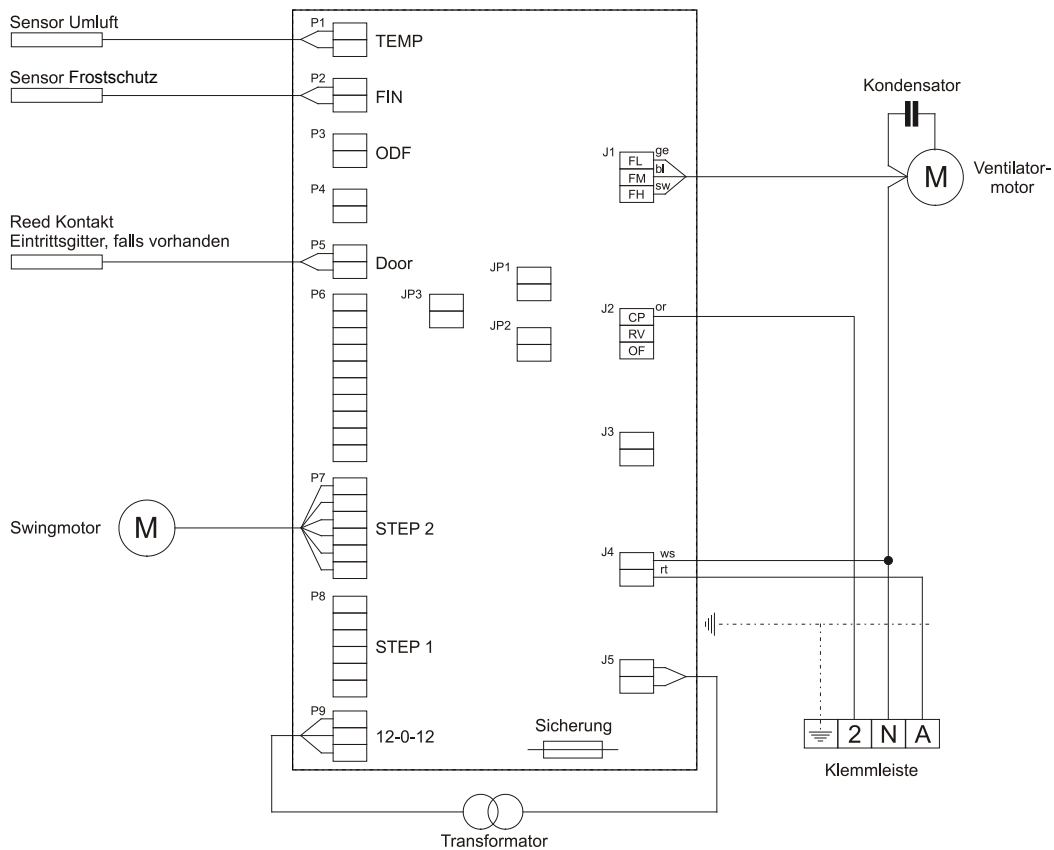 Sensor Umluft
P1
TEMP
Sensor Frostschutz
P2
FIN
Kondensator
P3
ODF
J1
ge
FL
bl
FM
sw
FH
M
Ventilator-
motor
P4
Reed Kontakt
Eintrittsgitter, falls vorhanden
P5
Door
JP1
P6
JP3
JP2
J2
or
CP
RV
OF
J3
P7
Swingmotor
M
STEP 2
J4
ws
rt
P8
STEP 1
J5
P9
12-0-12
Sicherung
2
N
A
Klemmleiste
Transformator